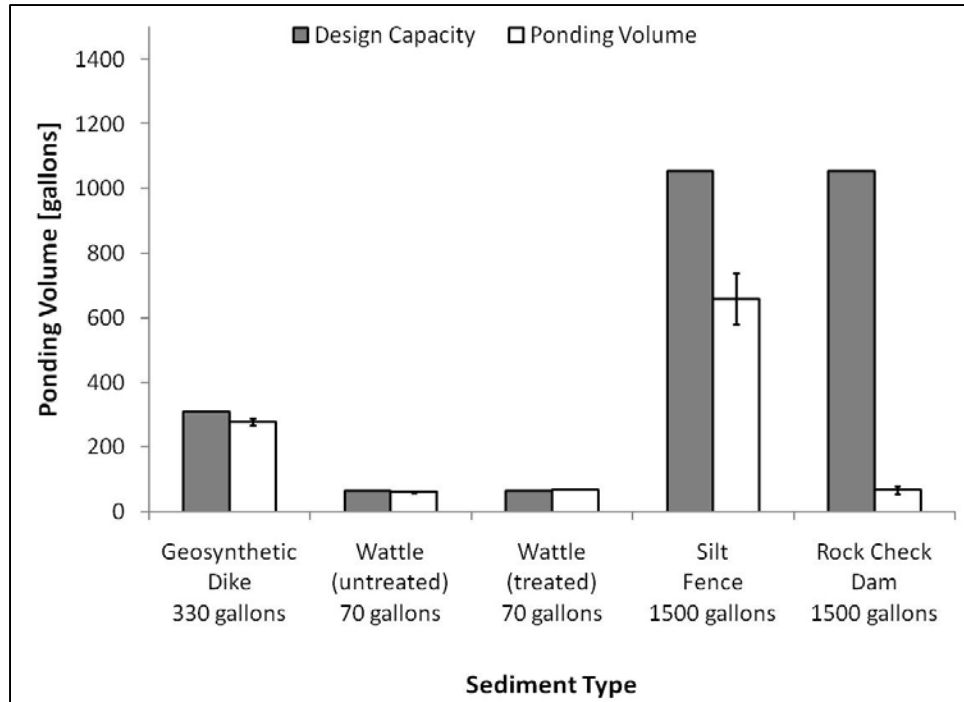 Design Capacity Ponding Volume
Ponding Volume [gallons]
1400
1200
1000
800
600
400
200
0
Geosynthetic
Dike
330 gallons
Wattle
(untreated)
70 gallons
Wattle
(treated)
70 gallons
Silt
Fence
1500 gallons
Rock Check
Dam
1500 gallons
Sediment Type